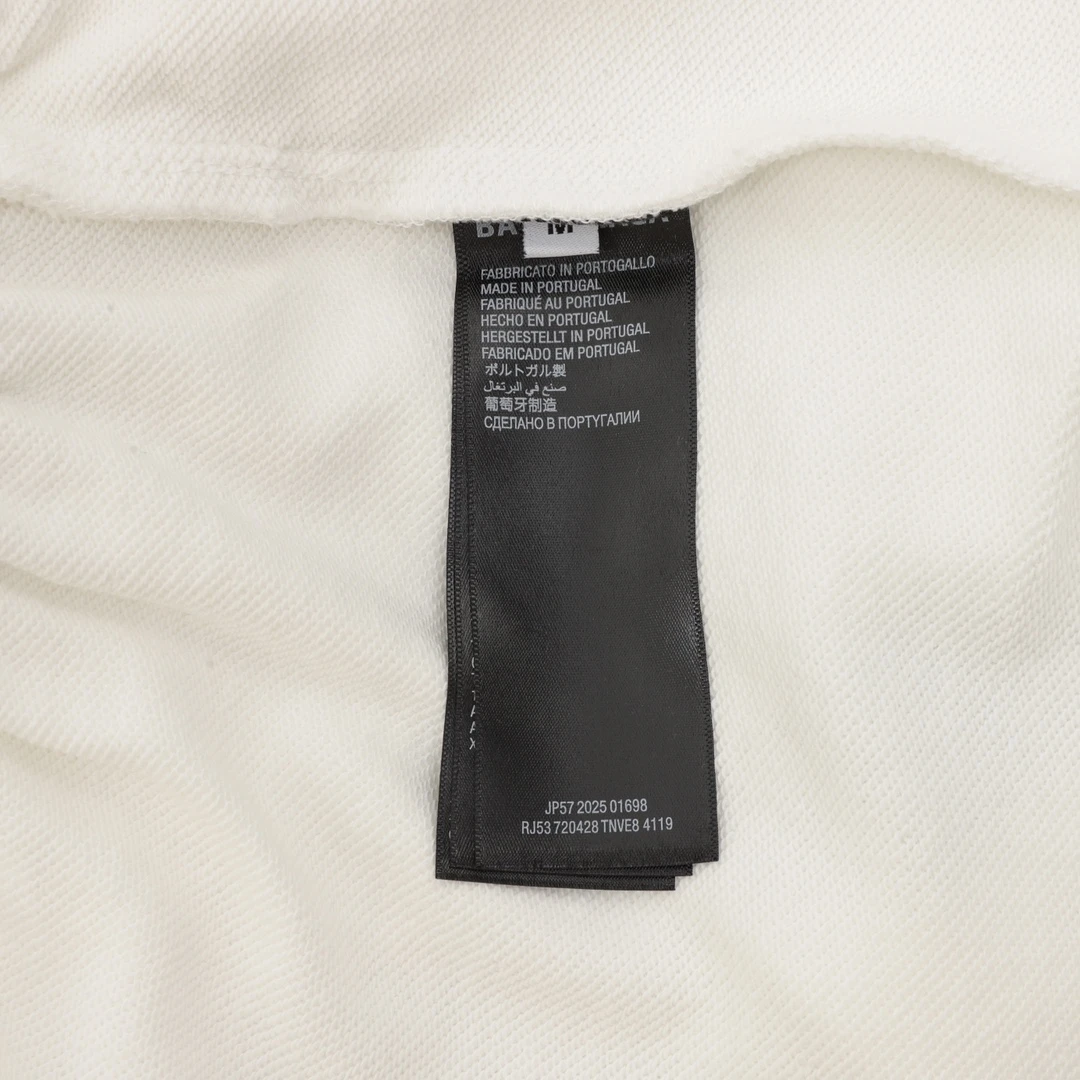 M
FABBRICATO IN PORTOGALLO
MADE IN PORTUGAL
FABRIQUÉ AU PORTUGAL
HECHO EN PORTUGAL
HERGESTELLT IN PORTUGAL
FABRICADO EM PORTUGAL
ポルトガル製
صنع في البرتغال
葡萄牙制造
СДЕЛАНО В ПОРТУГАЛИИ
JP57 2025 01698
RJ53 720428 TNVE8 4119